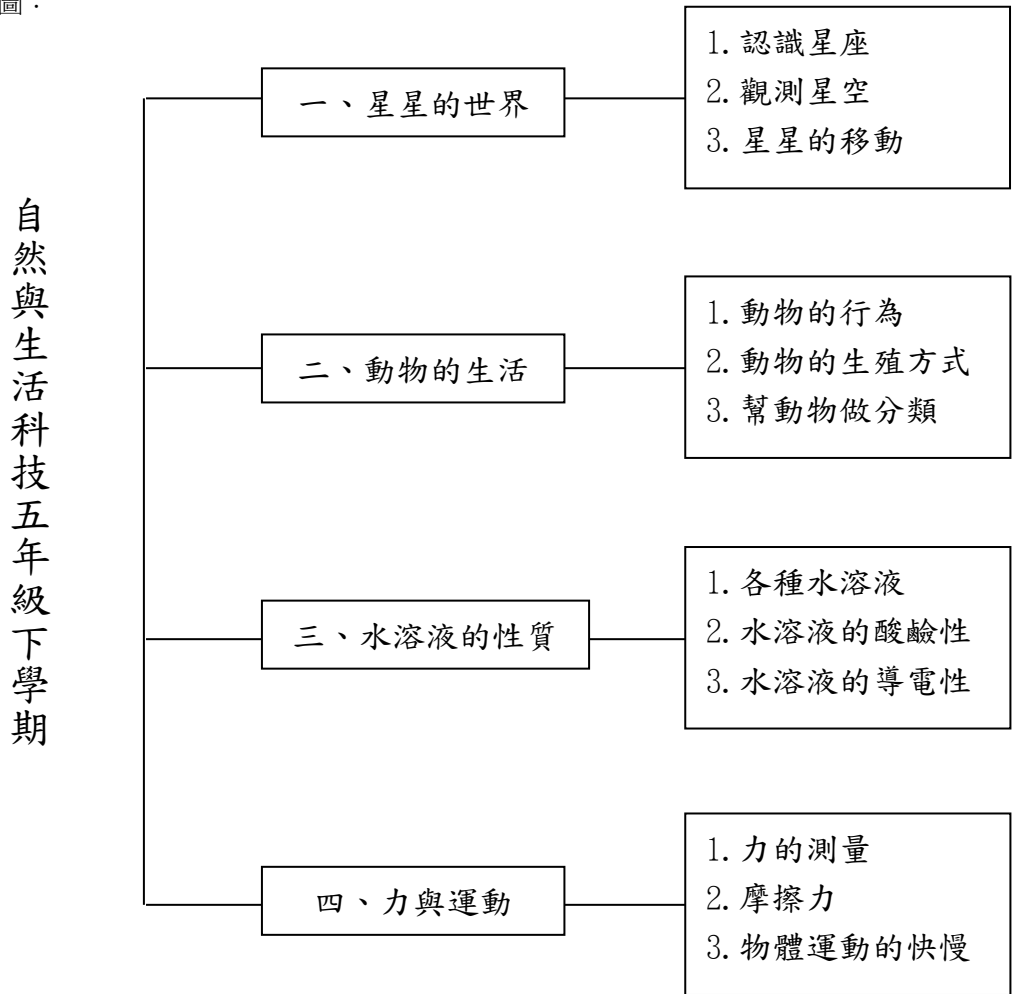 圖：
自然與生活科技五年級下學期
一、星星的世界
1.認識星座
2.觀測星空
3.星星的移動
二、動物的生活
1.動物的行為
2.動物的生殖方式
3.幫動物做分類
三、水溶液的性質
1.各種水溶液
2.水溶液的酸鹼性
3.水溶液的導電性
四、力與運動
1.力的測量
2.摩擦力
3.物體運動的快慢